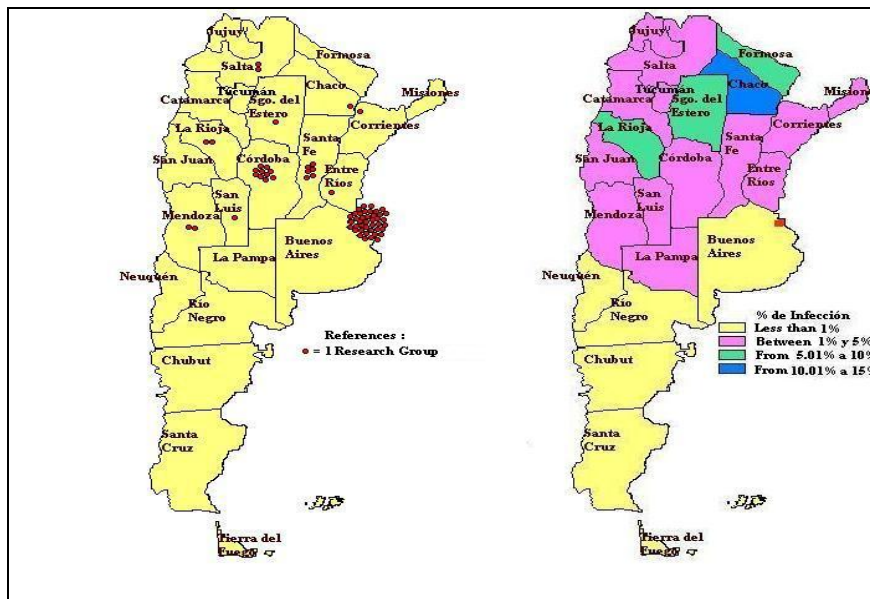 Jujuy
Formosa
Salta
Chaco
Misiones
Tucumán
Catamarca
Sgo. del
Estero
Corrientes
La Rioja
Santa
Fe
San Juan
Córdoba
Entre
Ríos
San
Luis
Mendoza
Buenos
Aires
La Pampa
Neuquén
Río
Negro
References :
= 1 Research Group
Chubut
Santa
Cruz
Tierra del
Fuego
Jujuy
Formosa
Salta
Chaco
Misiones
Tucumán
Catamarca
Sgo. del
Estero
Corrientes
La Rioja
Santa
Fe
San Juan
Córdoba
Entre
Ríos
San
Luis
Mendoza
Buenos
Aires
La Pampa
Neuquén
Río
Negro
% de Infección
Less than 1%
Between 1% y 5%
From 5.01% a 10%
From 10.01% a 15%
Chubut
Santa
Cruz
Tierra del
Fuego